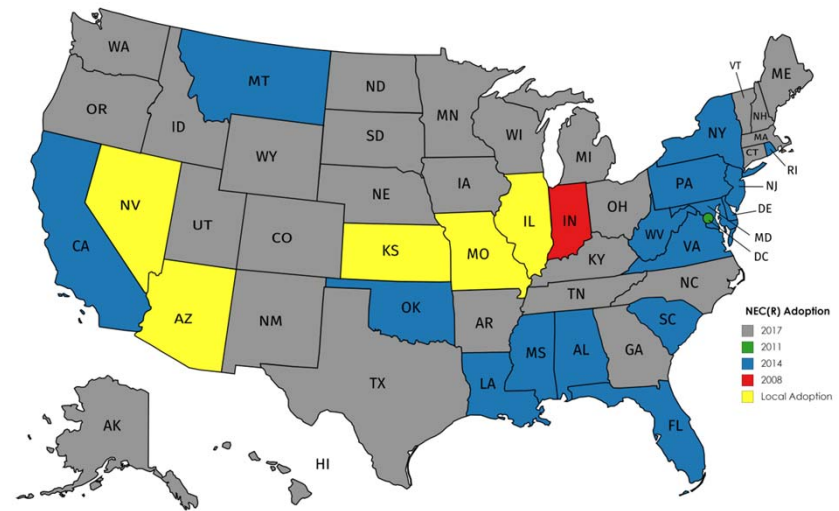 WA
MT
ND
MN
VT
ME
OR
ID
SD
WI
MI
NY
NH
MA
CT
RI
WY
IA
NE
PA
NJ
NV
UT
CO
IL
IN
OH
DE
MD
DC
CA
KS
MO
WV
VA
KY
NC
TN
AZ
NM
OK
AR
SC
MS
AL
GA
TX
LA
FL
AK
HI
NEC(R) Adoption
2017
2011
2014
2008
Local Adoption